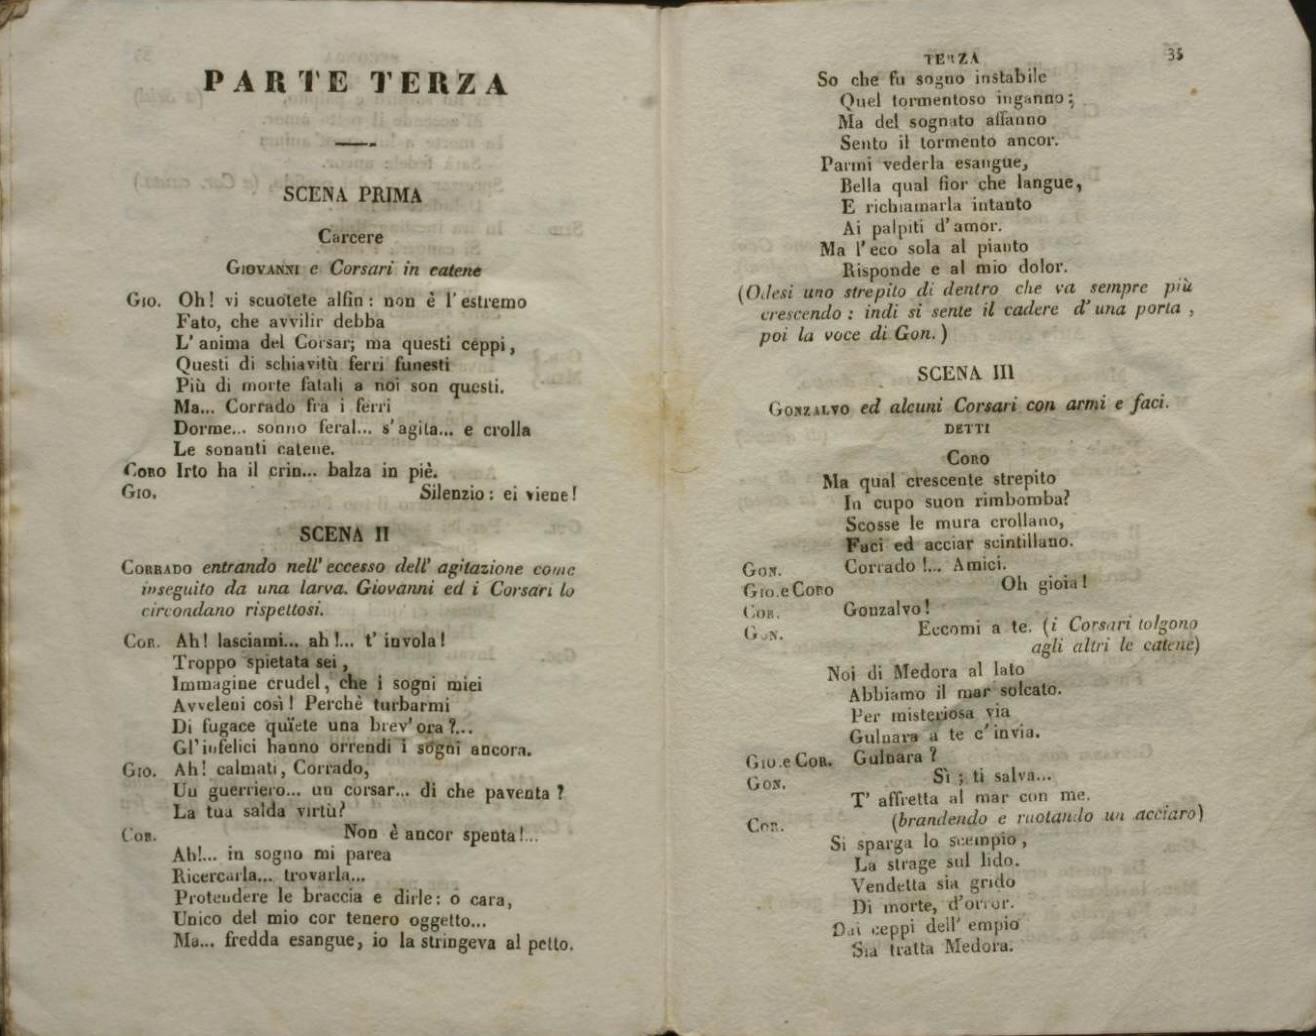 PARTE TERZA
SCENA PRIMA
Carcere
GIOVANNI e Corsari in catene
GIO. Oh! vi scuotete alfin: non è l'estremo
Fato, che avvilir debba
L'anima del Corsar; ma questi ceppi,
Questi di schiavitù ferri funesti
Più di morte fatali a noi son questi.
Ma... Corrado fra i ferri
Dorme... sonno feral... s'agita... e crolla
Le sonanti catene.
CORO Irto ha il crin... balza in piè.
GIO. Silenzio: ei viene!
SCENA II
CORRADO entrando nell'eccesso dell'agitazione come
inseguito da una larva. Giovanni ed i Corsari lo
circondano rispettosi.
COR. Ah! lasciami... ah!... t'invola!
Troppo spietata sei,
Immagine crudel, che i sogni miei
Avveleni così! Perchè turbarmi
Di fugace quïete una brev'ora?...
Gl'infelici hanno orrendi i sogni ancora.
GIO. Ah! calmati, Corrado,
Un guerriero... un corsar... di che paventa?
La tua salda virtù?
COR. Non è ancor spenta!...
Ah!... in sogno mi parea
Ricercarla... trovarla...
Protendere le braccia e dirle: o cara,
Unico del mio cor tenero oggetto...
Ma... fredda esangue, io la stringeva al petto.
TERZA 35
So che fu sogno instabile
Quel tormentoso inganno;
Ma del sognato affanno
Sento il tormento ancor.
Parmi vederla esangue,
Bella qual fior che langue,
E richiamarla intanto
Ai palpiti d'amor.
Ma l'eco sola al pianto
Risponde e al mio dolor.
(Odesi uno strepito di dentro che va sempre più
crescendo: indi si sente il cadere d'una porta,
poi la voce di Gon.)
SCENA III
GONZALVO ed alcuni Corsari con armi e faci.
DETTI
CORO
Ma qual crescente strepito
In cupo suon rimbomba?
Scosse le mura crollano,
Faci ed acciar scintillano.
GON. Corrado!... Amici.
GIO. e CORO Oh gioia!
COR. Gonzalvo!
GON. Eccomi a te. (i Corsari tolgono
agli altri le catene)
Noi di Medora al lato
Abbiamo il mar solcato.
Per misteriosa via
Gulnara a te c'invia.
GIO. e COR. Gulnara?
GON. Sì; ti salva...
T'affretta al mar con me.
COR. (brandendo e ruotando un acciaro)
Si sparga lo scempio,
La strage sul lido.
Vendetta sia grido
Di morte, d'orror.
Dai ceppi dell'empio
Sia tratta Medora.